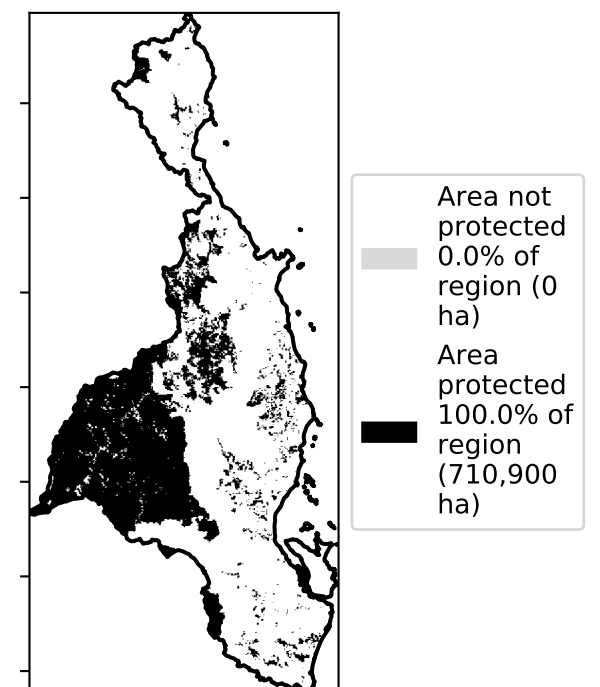 Area not
protected
0.0% of
region (0
ha)
Area
protected
100.0% of
region
(710,900
ha)